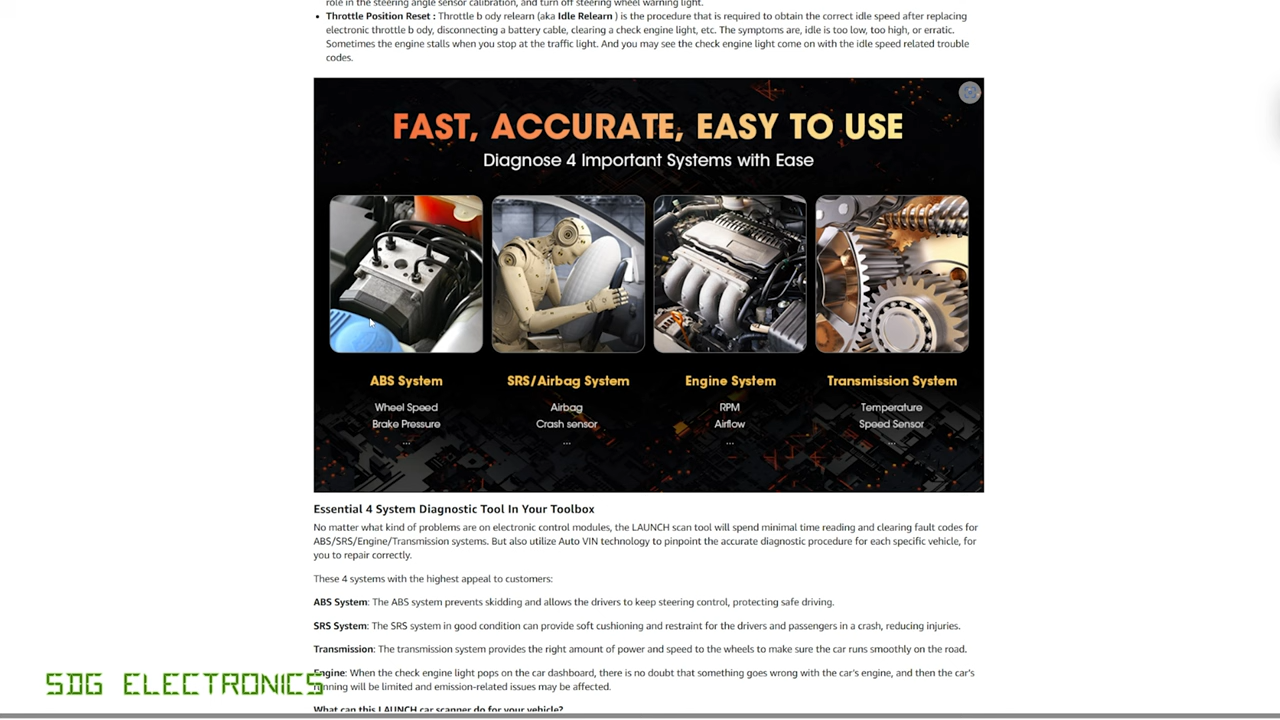 role in the steering angle sensor calibration, and turn off steering wheel warning light.
• Throttle Position Reset : Throttle b ody relearn (aka Idle Relearn ) is the procedure that is required to obtain the correct idle speed after replacing
electronic throttle b ody, disconnecting a battery cable, clearing a check engine light, etc. The symptoms are, idle is too low, too high, or erratic.
Sometimes the engine stalls when you stop at the traffic light. And you may see the check engine light come on with the idle speed related trouble
codes.
FAST, ACCURATE, EASY TO USE
Diagnose 4 Important Systems with Ease
ABS System
Wheel Speed
Brake Pressure
...
SRS/Airbag System
Airbag
Crash sensor
...
Engine System
RPM
Airflow
...
Transmission System
Temperature
Speed Sensor
...
Essential 4 System Diagnostic Tool In Your Toolbox
No matter what kind of problems are on electronic control modules, the LAUNCH scan tool will spend minimal time reading and clearing fault codes for
ABS/SRS/Engine/Transmission systems. But also utilize Auto VIN technology to pinpoint the accurate diagnostic procedure for each specific vehicle, for
you to repair correctly.
These 4 systems with the highest appeal to customers:
ABS System: The ABS system prevents skidding and allows the drivers to keep steering control, protecting safe driving.
SRS System: The SRS system in good condition can provide soft cushioning and restraint for the drivers and passengers in a crash, reducing injuries.
Transmission: The transmission system provides the right amount of power and speed to the wheels to make sure the car runs smoothly on the road.
Engine: When the check engine light pops on the car dashboard, there is no doubt that something goes wrong with the car's engine, and then the car's
running will be limited and emission-related issues may be affected.
SDG ELECTRONICS
What can this LAUNCH car scanner do for your vehicle?